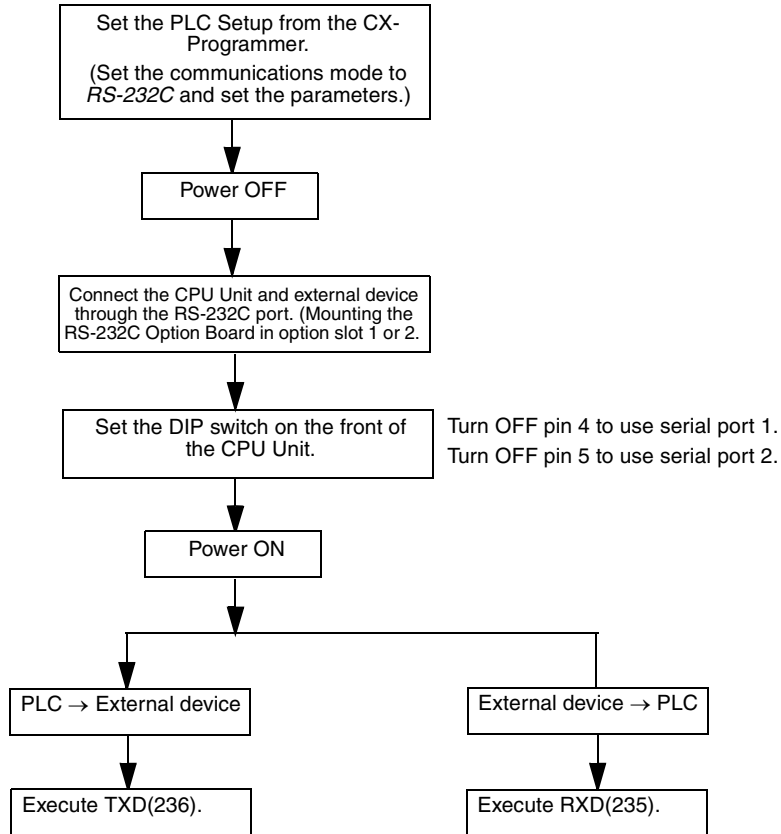 Set the PLC Setup from the CX-
Programmer.
(Set the communications mode to
RS-232C and set the parameters.)
Power OFF
Connect the CPU Unit and external device
through the RS-232C port. (Mounting the
RS-232C Option Board in option slot 1 or 2.
Set the DIP switch on the front of
the CPU Unit.
Turn OFF pin 4 to use serial port 1.
Turn OFF pin 5 to use serial port 2.
Power ON
PLC → External device
External device → PLC
Execute TXD(236).
Execute RXD(235).